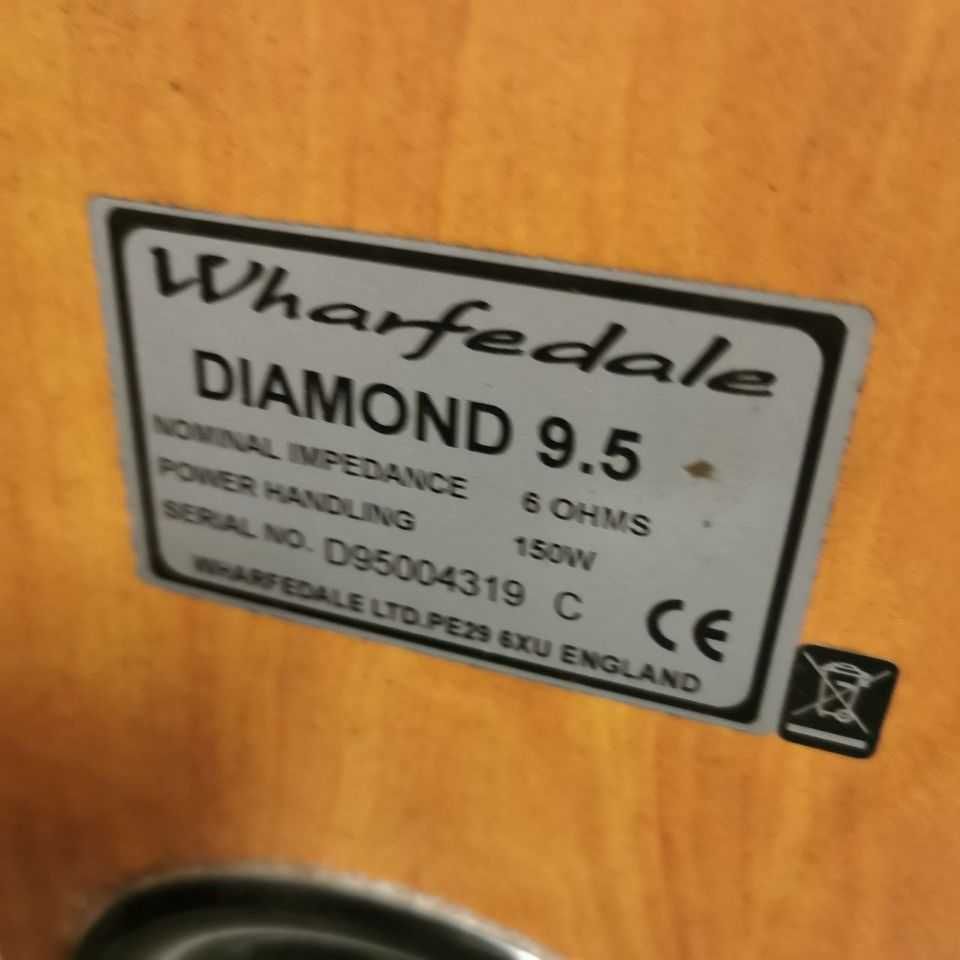 Wharfedale
DIAMOND 9.5
NOMINAL IMPEDANCE 6 OHMS
POWER HANDLING 150W
SERIAL NO. D95004319 C
WHARFEDALE LTD.PE29 6XU ENGLAND
CE